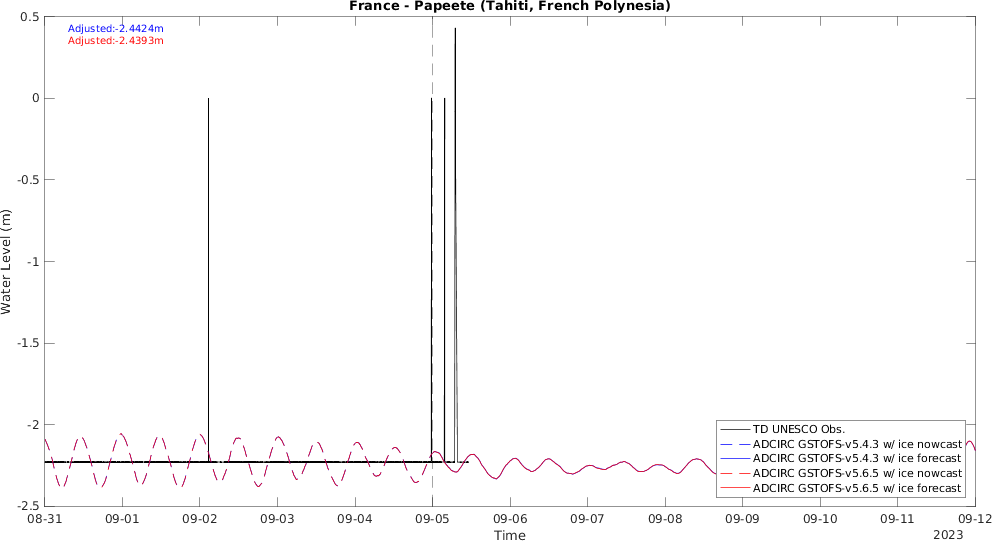 France - Papeete (Tahiti, French Polynesia)
Adjusted:-2.4424m
Adjusted:-2.4393m
0.5
0
-0.5
-1
-1.5
-2
-2.5
Water Level (m)
TD UNESCO Obs.
ADCIRC GSTOFS-v5.4.3 w/ ice nowcast
ADCIRC GSTOFS-v5.4.3 w/ ice forecast
ADCIRC GSTOFS-v5.6.5 w/ ice nowcast
ADCIRC GSTOFS-v5.6.5 w/ ice forecast
08-31 09-01 09-02 09-03 09-04 09-05 09-06 09-07 09-08 09-09 09-10 09-11 09-12
Time
2023